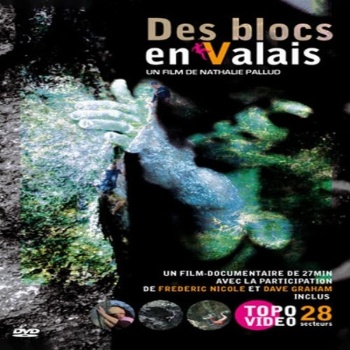 Des blocs
en Valais
UN FILM DE NATHALIE PALLUD
UN FILM-DOCUMENTAIRE DE 27MIN
AVEC LA PARTICIPATION
DE FREDERIC NICOLE ET DAVE GRAHAM
INCLUS
TOPO
VIDEO
28
secteurs
DVD